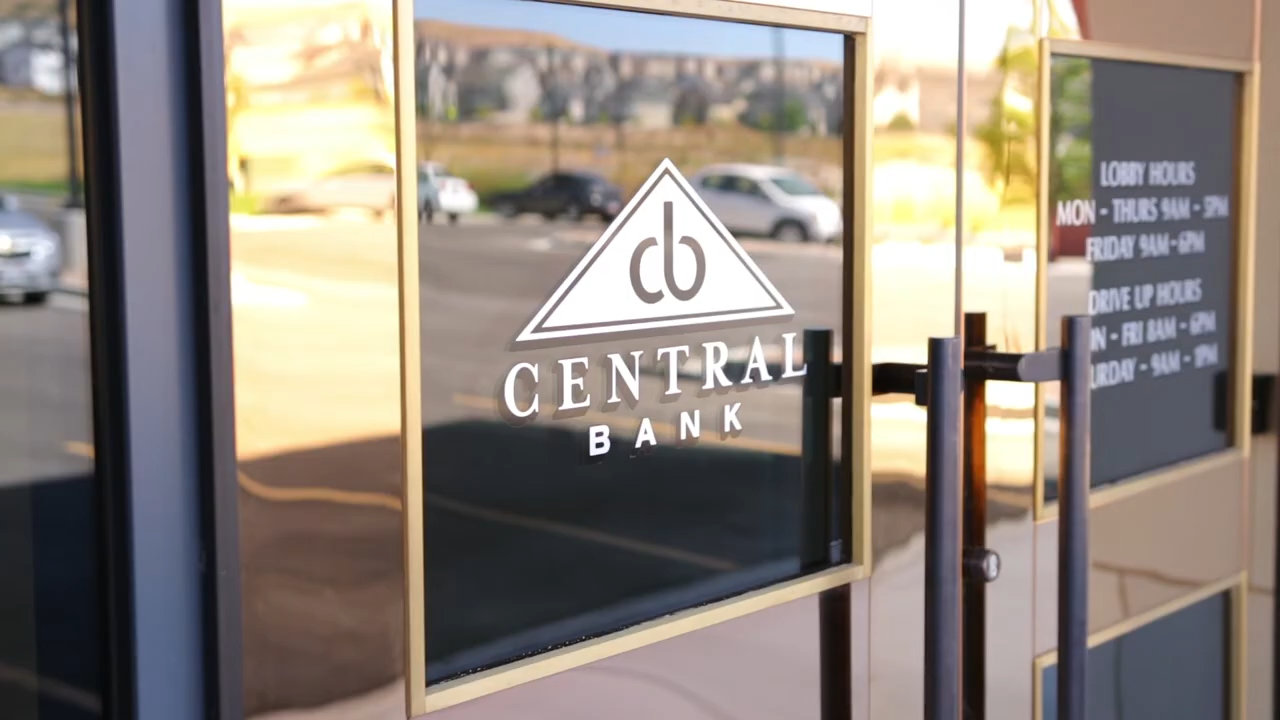 cb
CENTRAL
BANK
LOBBY HOURS
MON - THURS 9AM - 5PM
FRIDAY 9AM - 6PM
DRIVE UP HOURS
- FRI 8AM - 6PM
- 9AM - 1PM